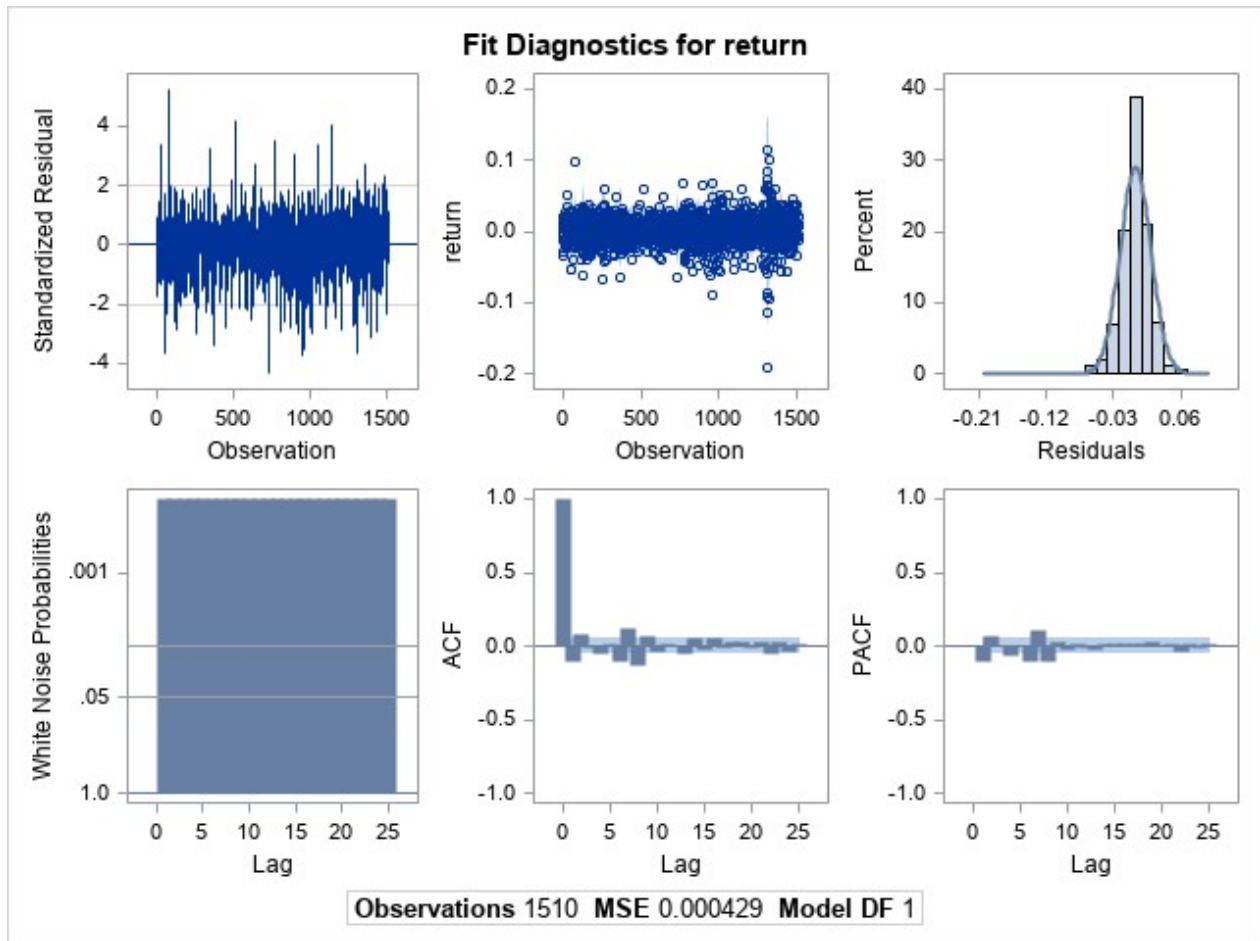 Fit Diagnostics for return
Standardized Residual
4
2
0
-2
-4
0 500 1000 1500
Observation
return
0.2
0.1
0.0
-0.1
-0.2
0 500 1000 1500
Observation
Percent
40
30
20
10
0
-0.21 -0.12 -0.03 0.06
Residuals
White Noise Probabilities
.001
.05
1.0
0 5 10 15 20 25
Lag
ACF
1.0
0.5
0.0
-0.5
-1.0
0 5 10 15 20 25
Lag
PACF
1.0
0.5
0.0
-0.5
-1.0
0 5 10 15 20 25
Lag
Observations 1510 MSE 0.000429 Model DF 1